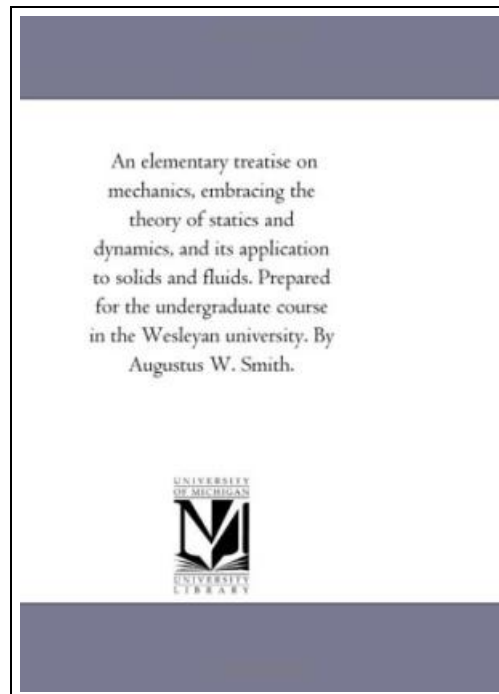 An elementary treatise on
mechanics, embracing the
theory of statics and
dynamics, and its application
to solids and fluids. Prepared
for the undergraduate course
in the Wesleyan university. By
Augustus W. Smith.
UNIVERSITY
OF MICHIGAN
UNIVERSITY
LIBRARY